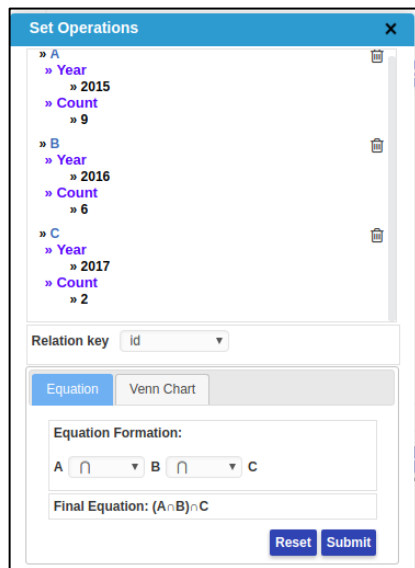 Set Operations ×
» A
» Year
» 2015
» Count
» 9
» B
» Year
» 2016
» Count
» 6
» C
» Year
» 2017
» Count
» 2
Relation key id ▼
Equation Venn Chart
Equation Formation:
A ⋂ ▼ B ⋂ ▼ C
Final Equation: (A∩B)∩C
Reset Submit